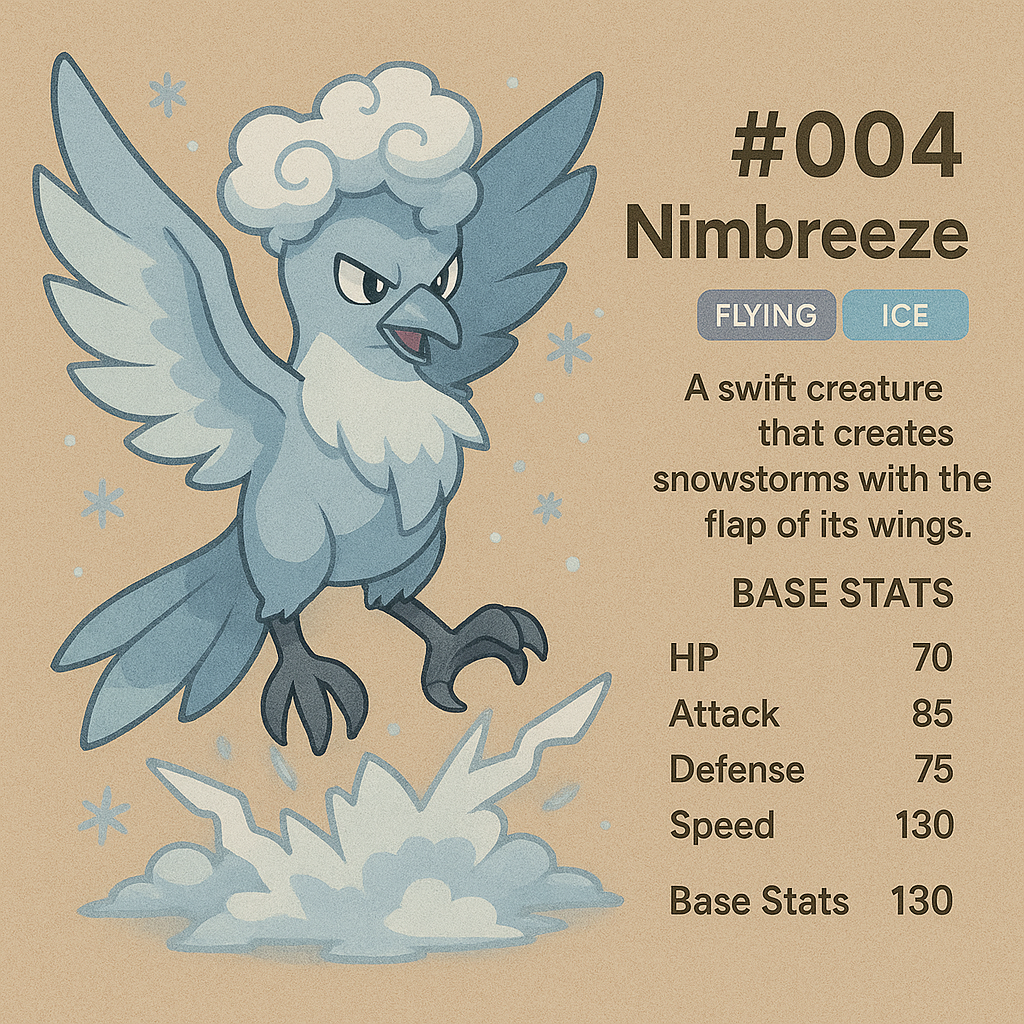 #004
Nimbreeze
FLYING ICE
A swift creature
that creates
snowstorms with the
flap of its wings.
BASE STATS
HP 70
Attack 85
Defense 75
Speed 130
Base Stats 130